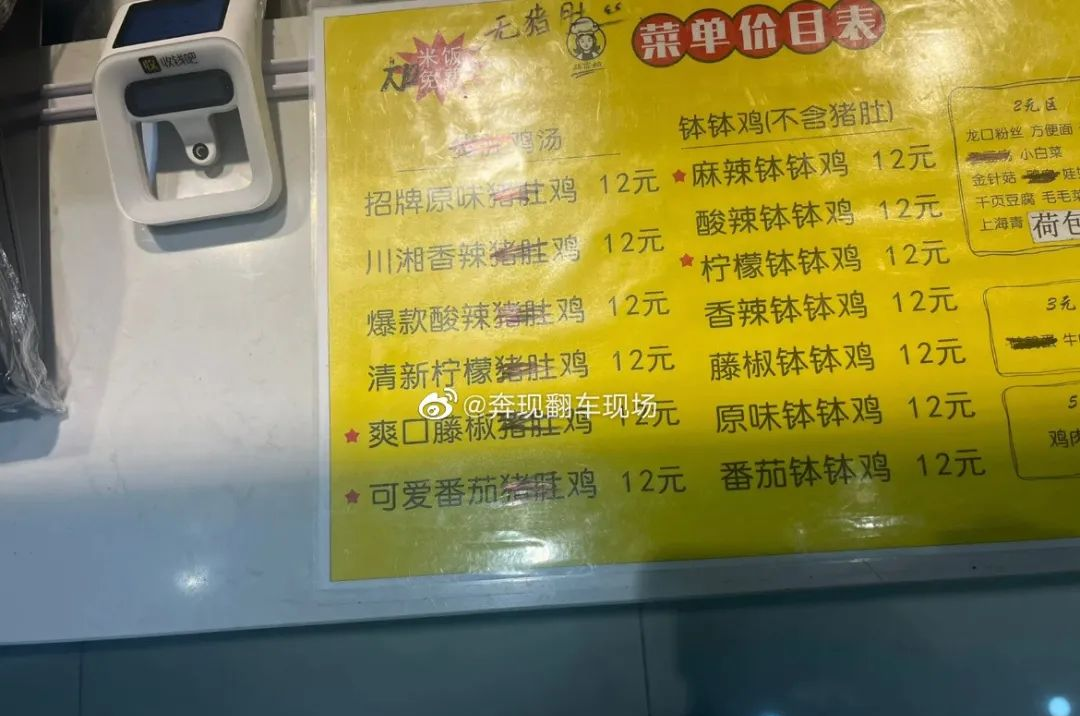 收钱吧
无猪肚
米饭
菜单价目表
鸡汤
招牌原味猪肚鸡 12元
川湘香辣猪肚鸡 12元
爆款酸辣猪肚鸡 12元
清新柠檬猪肚鸡 12元
爽口藤椒猪肚鸡 12元
可爱番茄猪肚鸡 12元
钵钵鸡(不含猪肚)
麻辣钵钵鸡 12元
酸辣钵钵鸡 12元
柠檬钵钵鸡 12元
香辣钵钵鸡 12元
藤椒钵钵鸡 12元
原味钵钵鸡 12元
番茄钵钵鸡 12元
2元区
龙口粉丝 方便面
小白菜
金针菇 娃
千页豆腐 毛毛菜
上海青 荷包
3元
牛
5
鸡肉
@奔现翻车现场